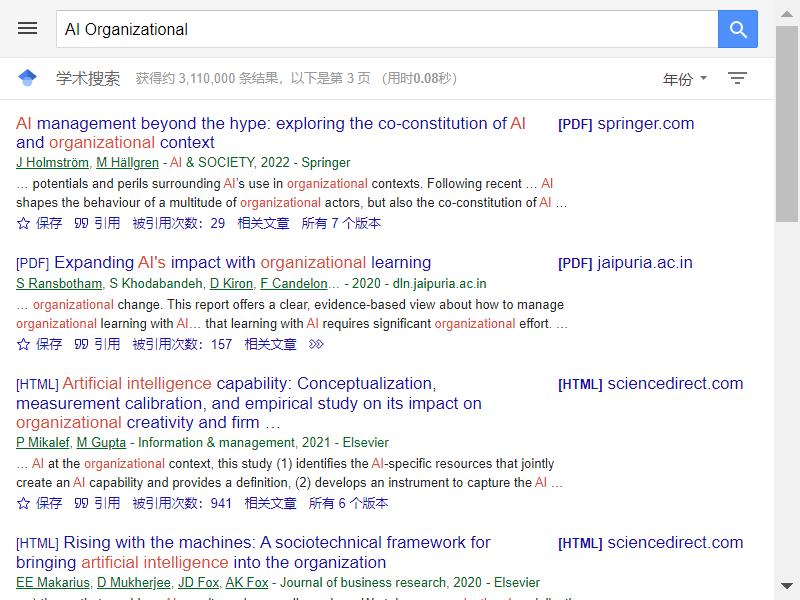 AI Organizational
学术搜索 获得约 3,110,000 条结果，以下是第 3 页 （用时0.08秒） 年份
AI management beyond the hype: exploring the co-constitution of AI [PDF] springer.com
and organizational context
J Holmström, M Hällgren - AI & SOCIETY, 2022 - Springer
… potentials and perils surrounding AI's use in organizational contexts. Following recent … AI
shapes the behaviour of a multitude of organizational actors, but also the co-constitution of AI …
保存 引用 被引用次数：29 相关文章 所有 7 个版本
[PDF] Expanding AI's impact with organizational learning [PDF] jaipuria.ac.in
S Ransbotham, S Khodabandeh, D Kiron, F Candelon… - 2020 - dln.jaipuria.ac.in
… organizational change. This report offers a clear, evidence-based view about how to manage
organizational learning with AI… that learning with AI requires significant organizational effort. …
保存 引用 被引用次数：157 相关文章
[HTML] Artificial intelligence capability: Conceptualization, [HTML] sciencedirect.com
measurement calibration, and empirical study on its impact on
organizational creativity and firm …
P Mikalef, M Gupta - Information & management, 2021 - Elsevier
… AI at the organizational context, this study (1) identifies the AI-specific resources that jointly
create an AI capability and provides a definition, (2) develops an instrument to capture the AI …
保存 引用 被引用次数：941 相关文章 所有 6 个版本
[HTML] Rising with the machines: A sociotechnical framework for [HTML] sciencedirect.com
bringing artificial intelligence into the organization
EE Makarius, D Mukherjee, JD Fox, AK Fox - Journal of business research, 2020 - Elsevier